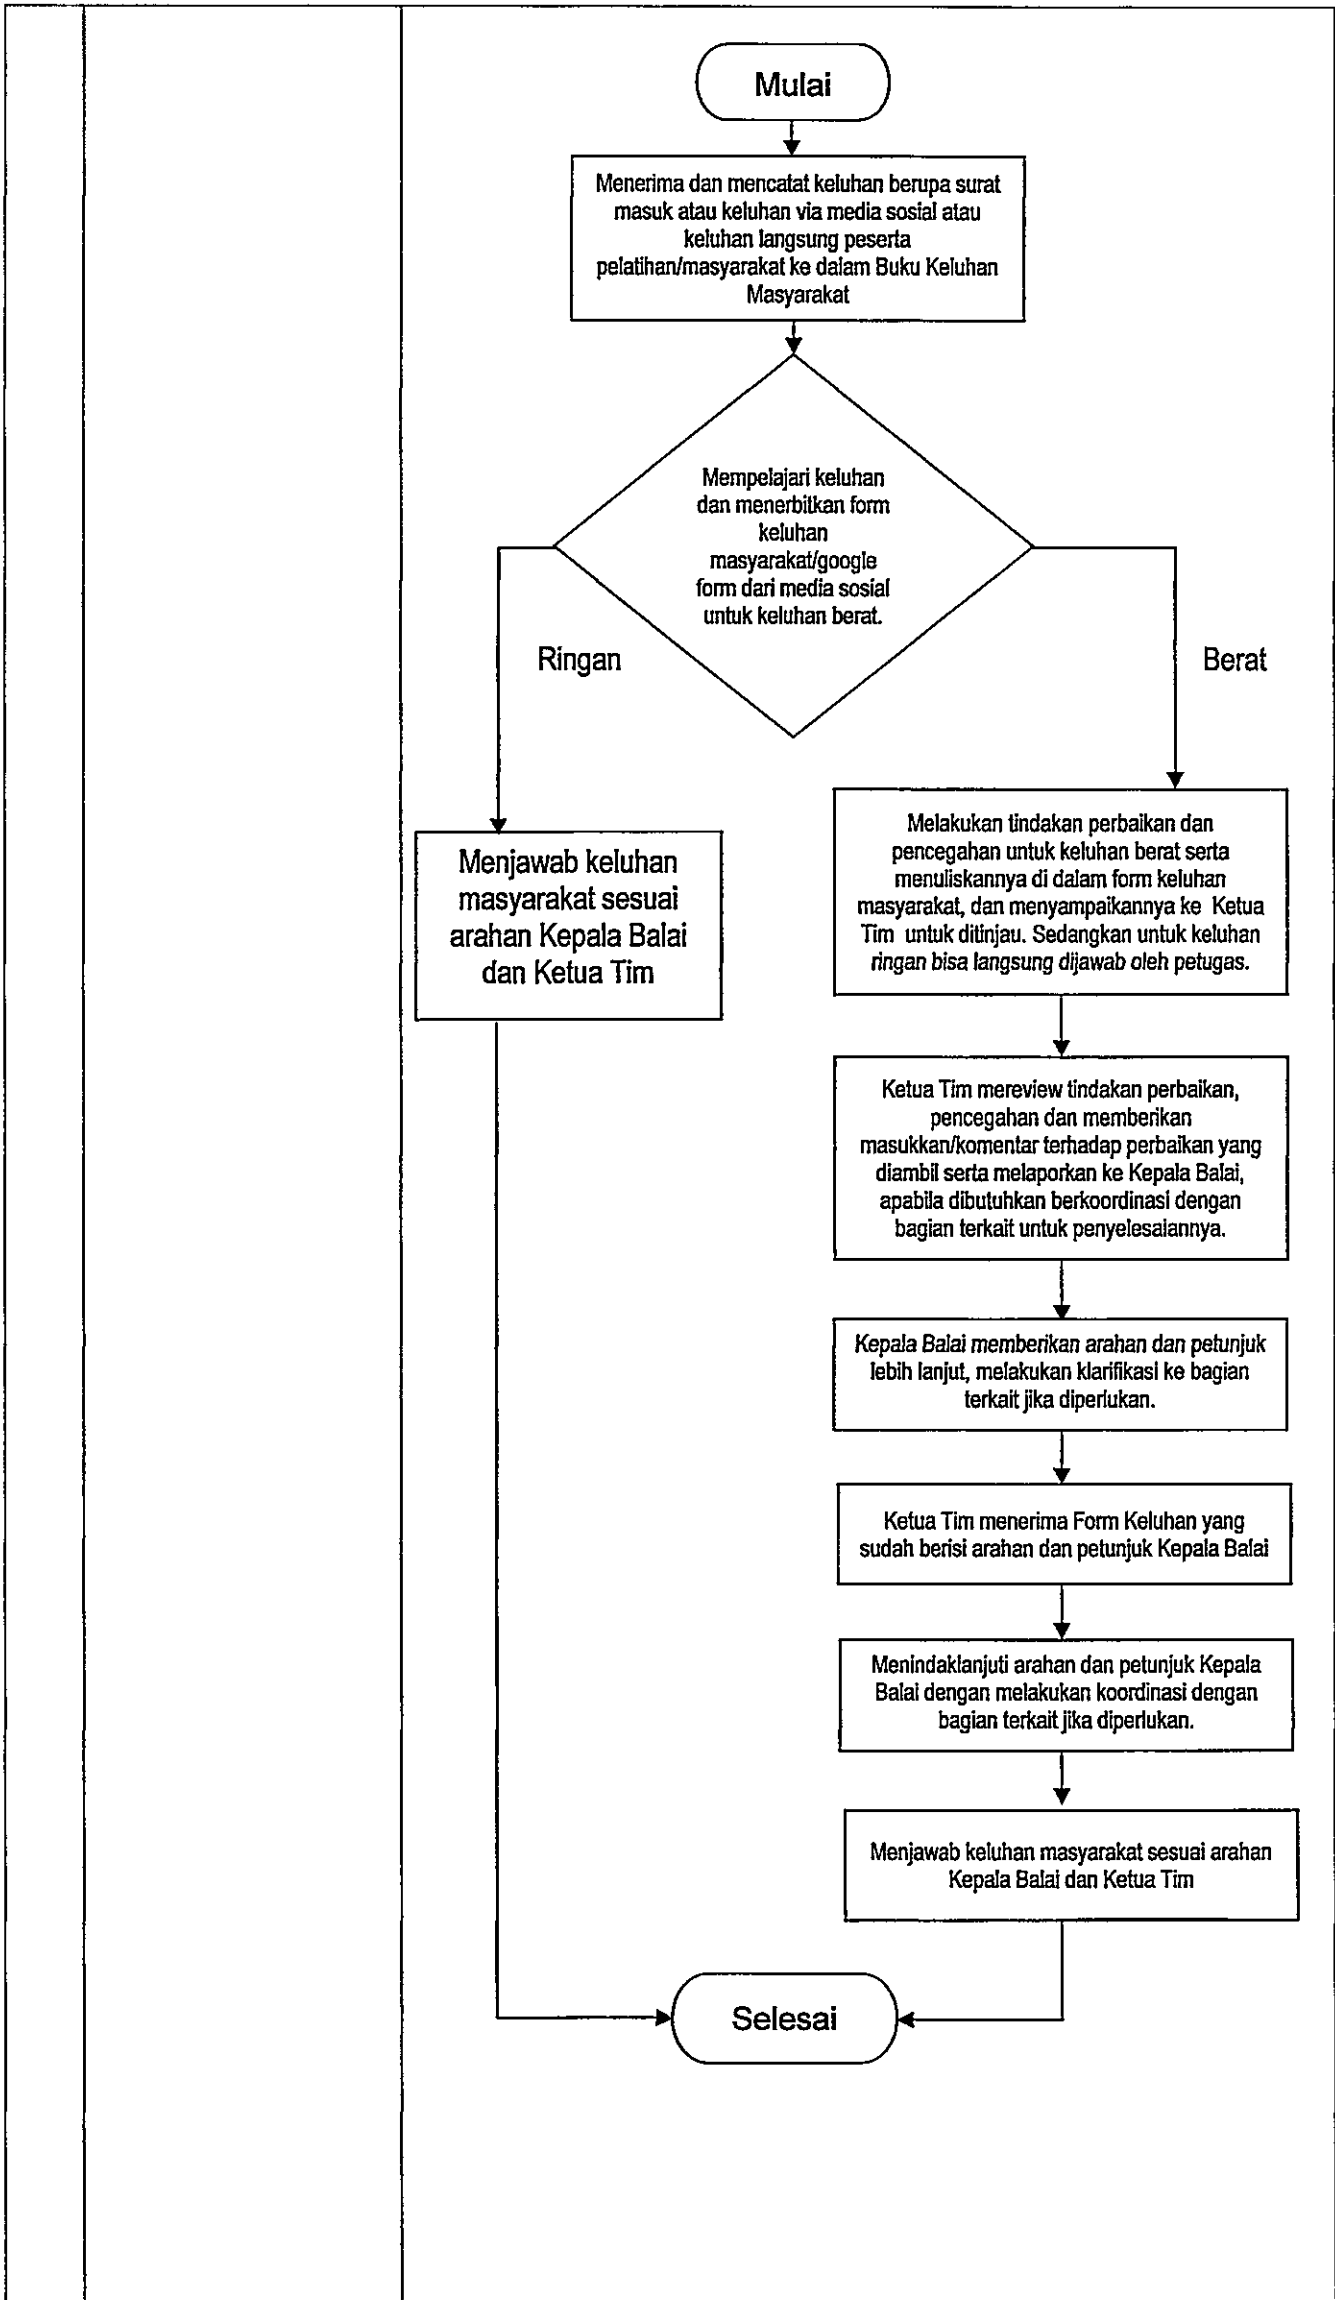 Mulai
Menerima dan mencatat keluhan berupa surat
masuk atau keluhan via media sosial atau
keluhan langsung peserta
pelatihan/masyarakat ke dalam Buku Keluhan
Masyarakat
Mempelajari keluhan
dan menerbitkan form
keluhan
masyarakat/google
form dari media sosial
untuk keluhan berat.
Ringan
Berat
Menjawab keluhan
masyarakat sesuai
arahan Kepala Balai
dan Ketua Tim
Melakukan tindakan perbaikan dan
pencegahan untuk keluhan berat serta
menuliskannya di dalam form keluhan
masyarakat, dan menyampaikannya ke Ketua
Tim untuk ditinjau. Sedangkan untuk keluhan
ringan bisa langsung dijawab oleh petugas.
Ketua Tim mereview tindakan perbaikan,
pencegahan dan memberikan
masukkan/komentar terhadap perbaikan yang
diambil serta melaporkan ke Kepala Balai,
apabila dibutuhkan berkoordinasi dengan
bagian terkait untuk penyelesaiannya.
Kepala Balai memberikan arahan dan petunjuk
lebih lanjut, melakukan klarifikasi ke bagian
terkait jika diperlukan.
Ketua Tim menerima Form Keluhan yang
sudah berisi arahan dan petunjuk Kepala Balai
Menindaklanjuti arahan dan petunjuk Kepala
Balai dengan melakukan koordinasi dengan
bagian terkait jika diperlukan.
Menjawab keluhan masyarakat sesuai arahan
Kepala Balai dan Ketua Tim
Selesai